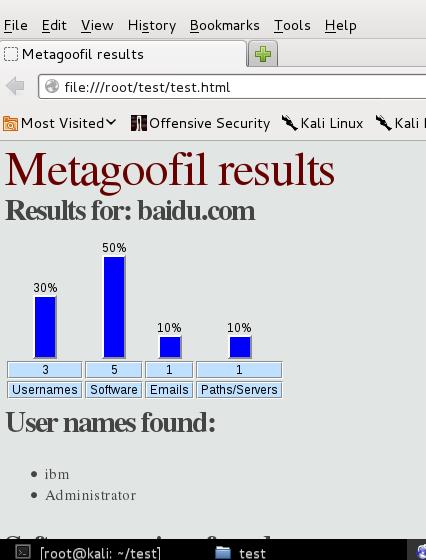 File Edit View History Bookmarks Tools Help
Metagoofil results
file:///root/test/test.html
Most Visited Offensive Security Kali Linux Kali
Metagoofil results
Results for: baidu.com
50%
30%
10% 10%
3 5 1 1
Usernames Software Emails Paths/Servers
User names found:
ibm
Administrator
[root@kali: ~/test] test